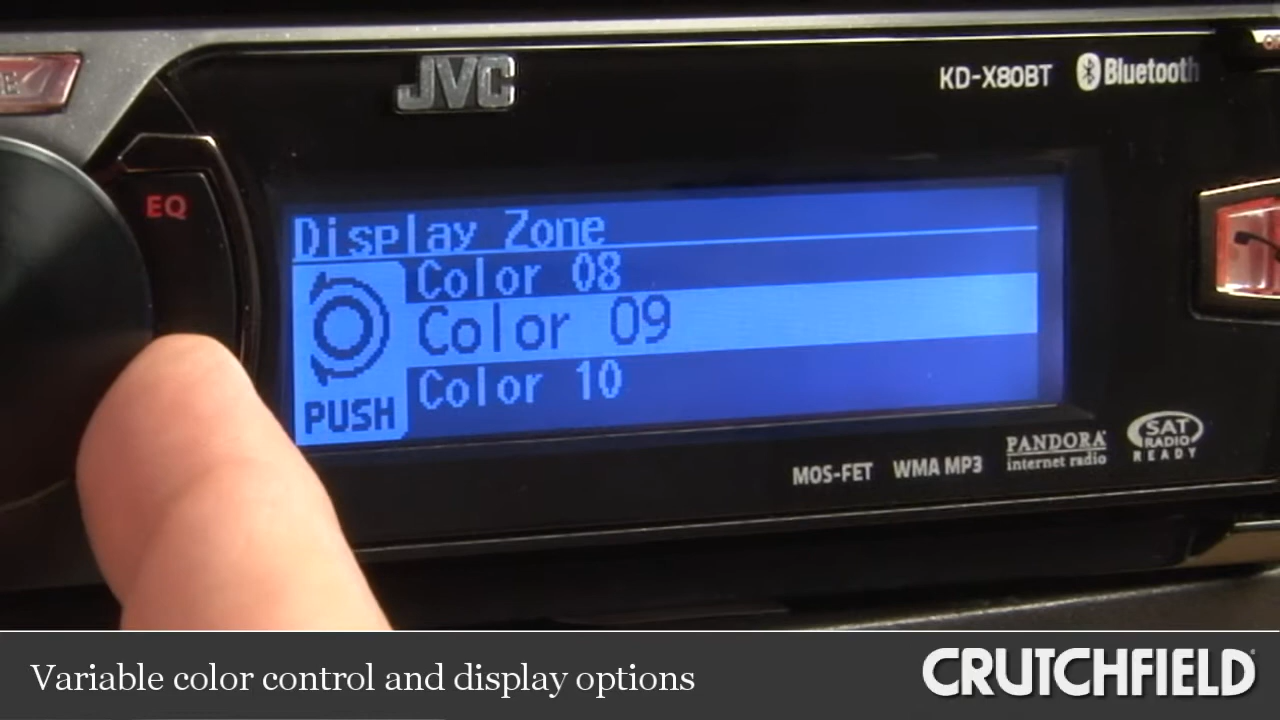 JVC
KD-X80BT
Bluetooth
EQ
Display Zone
Color 08
Color 09
Color 10
PUSH
MOS-FET
WMA MP3
PANDORA
internet radio
SAT
RADIO
READY
Variable color control and display options
CRUTCHFIELD